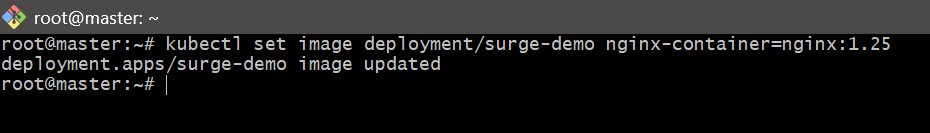 root@master: ~
root@master:~# kubectl set image deployment/surge-demo nginx-container=nginx:1.25
deployment.apps/surge-demo image updated
root@master:~#